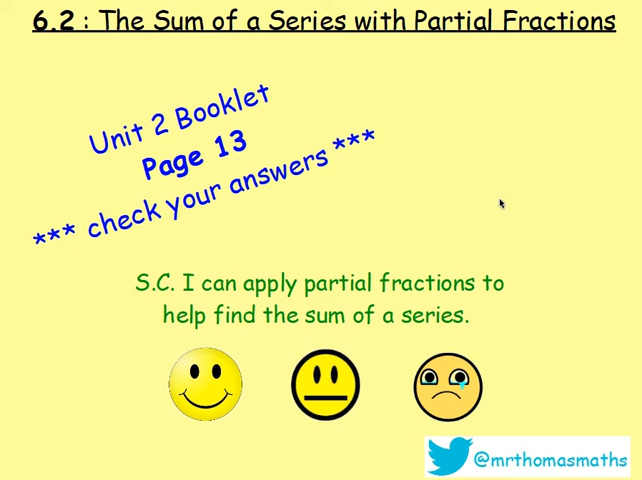 6.2 : The Sum of a Series with Partial Fractions
Unit 2 Booklet
Page 13
*** check your answers ***
S.C. I can apply partial fractions to
help find the sum of a series.
@mrthomasmaths